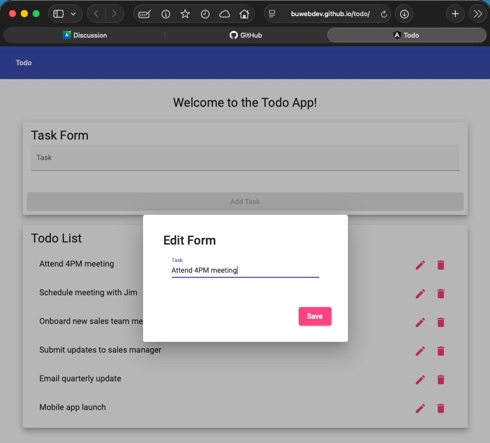 buwebdev.github.io/todo/
Discussion
GitHub
Todo
Todo
Welcome to the Todo App!
Task Form
Task
Add Task
Todo List
Attend 4PM meeting
Schedule meeting with Jim
Onboard new sales team me
Submit updates to sales manager
Email quarterly update
Mobile app launch
Edit Form
Task
Attend 4PM meeting
Save